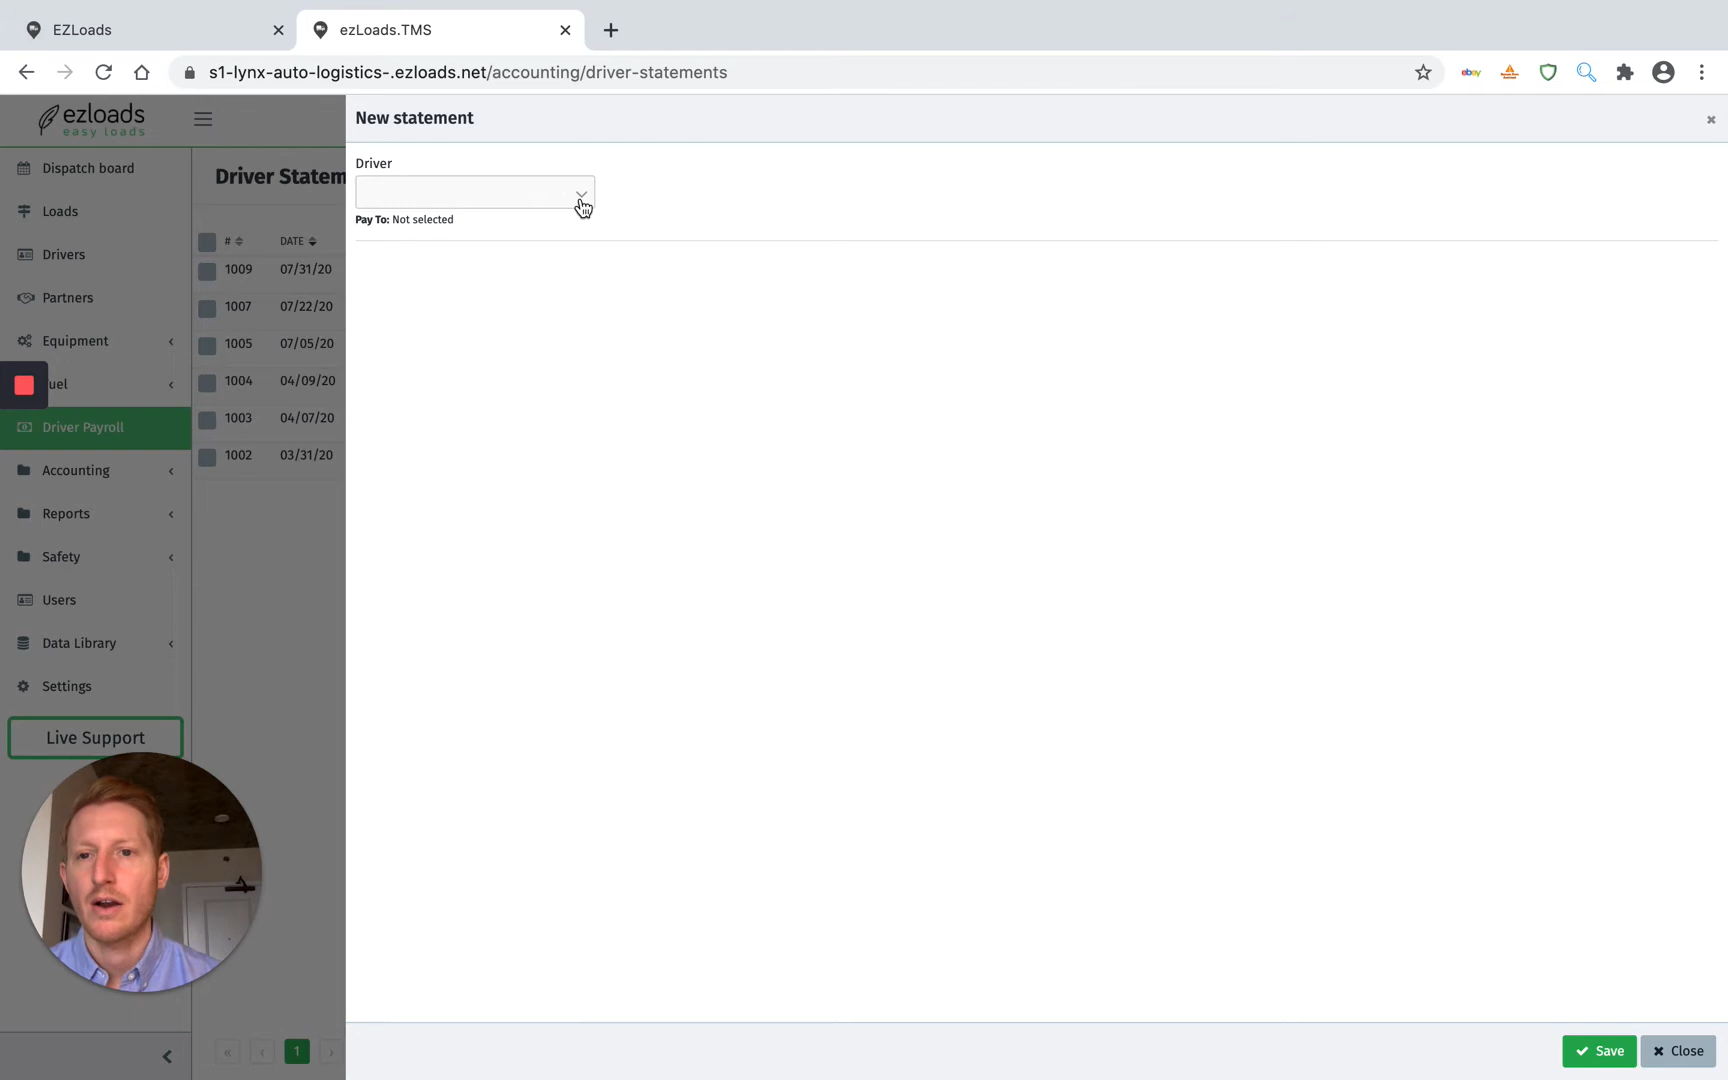 EZLoads
ezLoads.TMS
s1-lynx-auto-logistics-.ezloads.net/accounting/driver-statements
ebay
ezloads
easy loads
Dispatch board
Loads
Drivers
Partners
Equipment
uel
Driver Payroll
Accounting
Reports
Safety
Users
Data Library
Settings
Live Support
Driver Statem
# DATE
1009 07/31/20
1007 07/22/20
1005 07/05/20
1004 04/09/20
1003 04/07/20
1002 03/31/20
« ‹ 1 ›
New statement
Driver
Pay To: Not selected
Save
Close